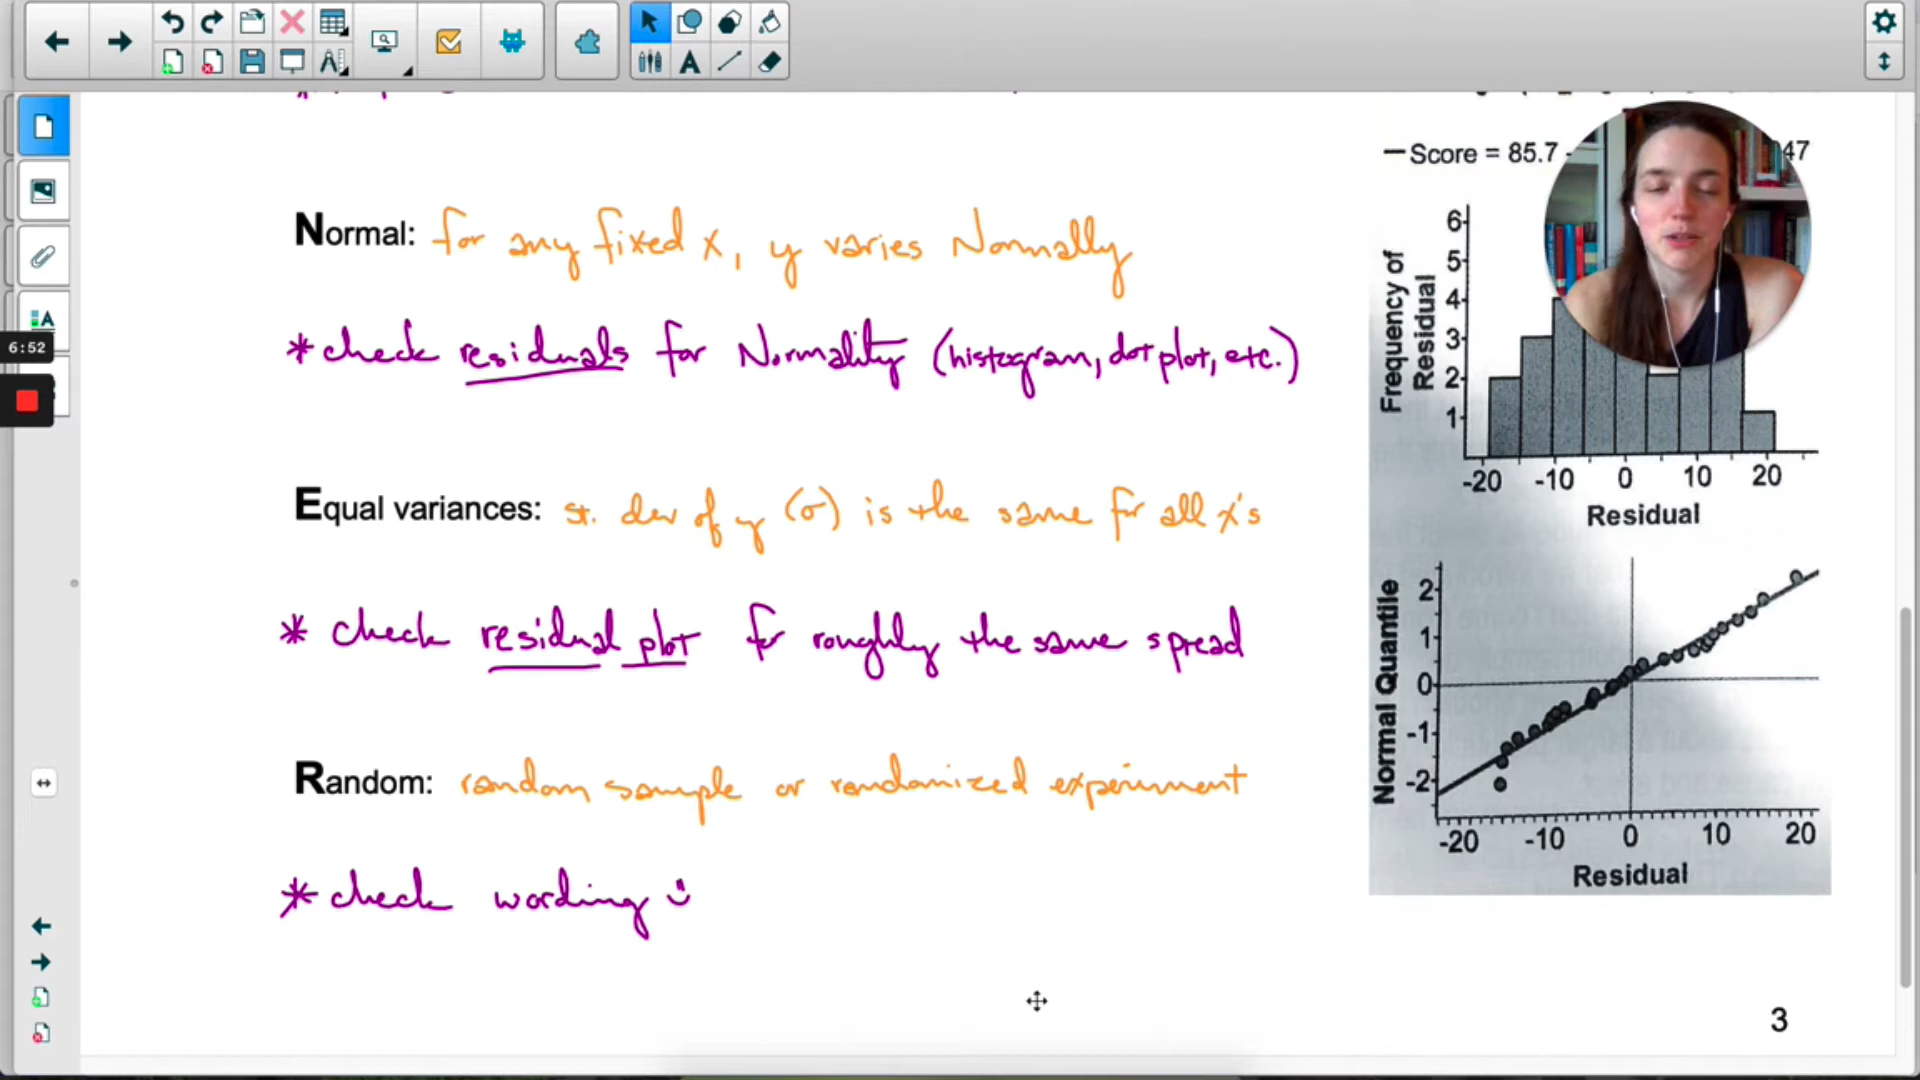 Score = 85.7
47
Normal: for any fixed x, y varies Normally
* check residuals for Normality (histogram, dotplot, etc.)
Equal variances: st. dev of y (σ) is the same for all x's
* check residual plot for roughly the same spread
Random: random sample or randomized experiment
* check wording
6:52
Frequency of
Residual
6
5
4
3
2
1
-20 -10 0 10 20
Residual
Normal Quantile
2
1
0
-1
-2
-20 -10 0 10 20
Residual
3